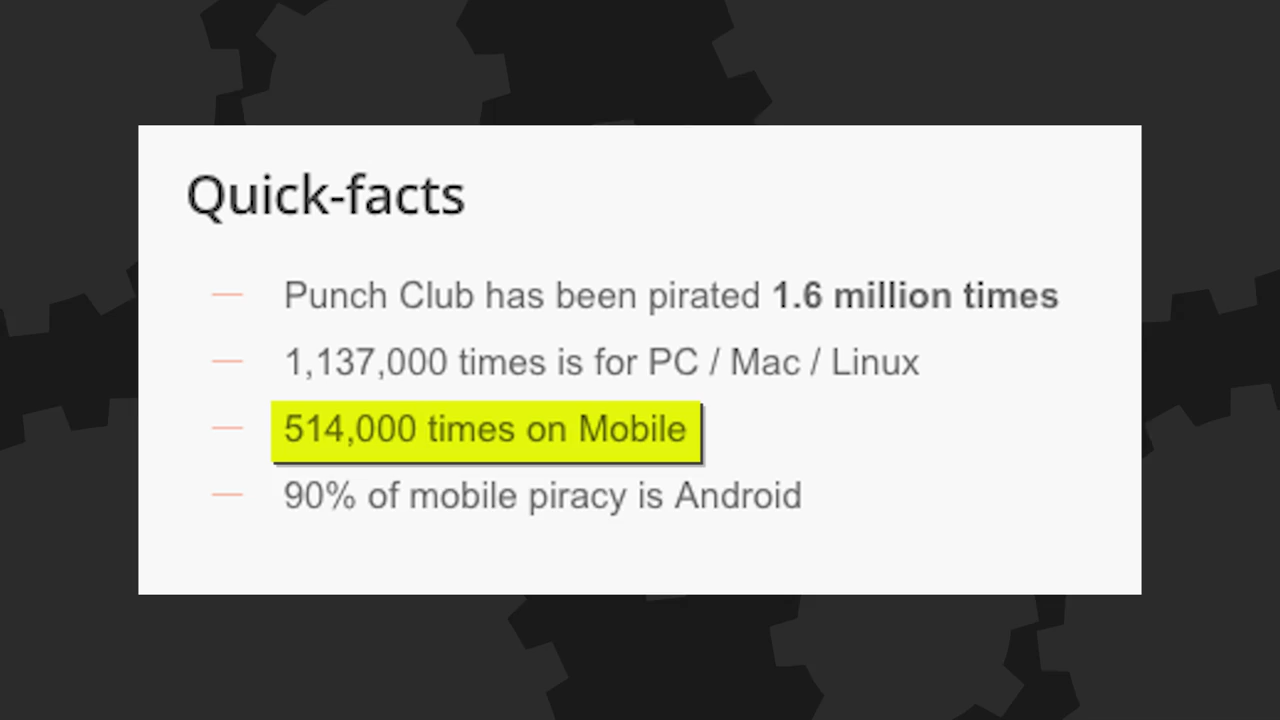 Quick-facts
Punch Club has been pirated 1.6 million times
1,137,000 times is for PC / Mac / Linux
514,000 times on Mobile
90% of mobile piracy is Android